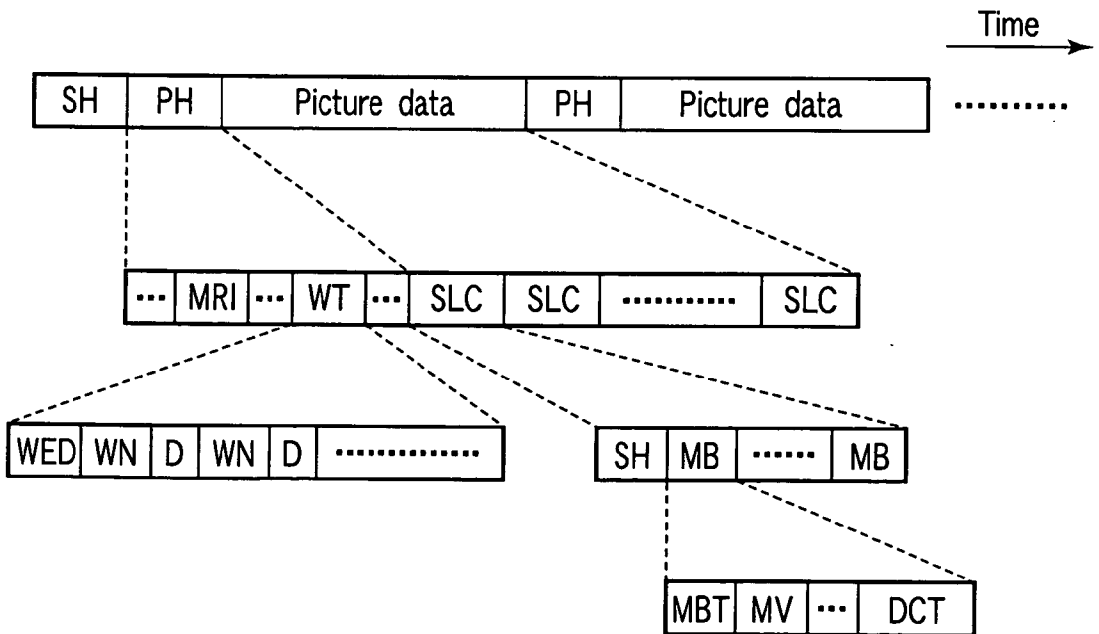 Time
SH PH Picture data PH Picture data ..........
... MRI ... WT ... SLC SLC ........... SLC
WED WN D WN D ..............
SH MB ...... MB
MBT MV ... DCT